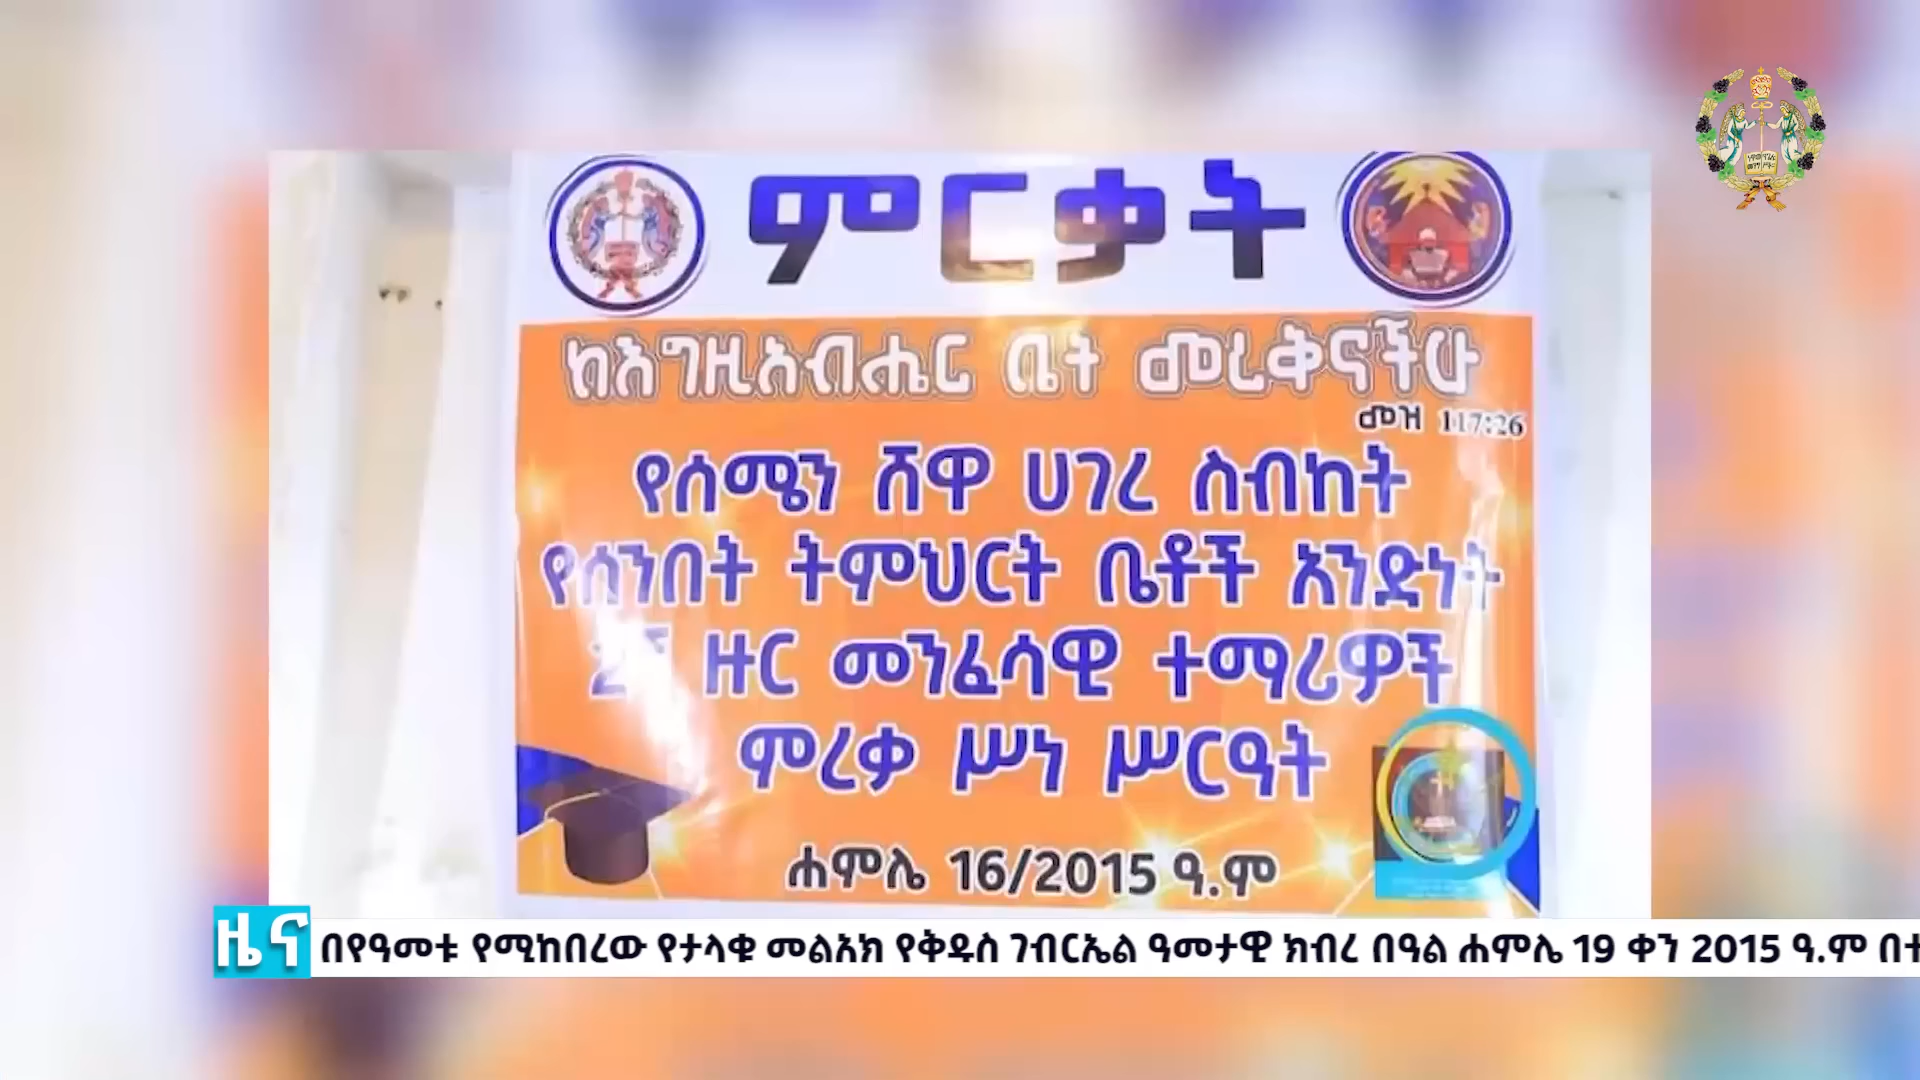 ምርቃት
ከእግዚአብሔር ቤት መረቅናችሁ
መዝ 117:26
የሰሜን ሸዋ ሀገረ ስብከት
የሰንበት ትምህርት ቤቶች አንድነት
ዙር መንፈሳዊ ተማሪዎች
ምረቃ ሥነ ሥርዓት
ሐምሌ 16/2015 ዓ.ም
ዜና በየዓመቱ የሚከበረው የታላቁ መልአክ የቅዱስ ገብርኤል ዓመታዊ ክብረ በዓል ሐምሌ 19 ቀን 2015 ዓ.ም በተ